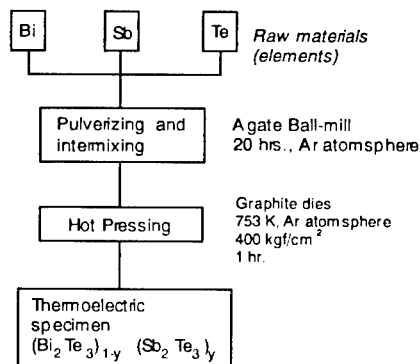 Bi Sb Te Raw materials
(elements)
Pulverizing and
intermixing
Agate Ball-mill
20 hrs., Ar atomsphere
Hot Pressing
Graphite dies
753 K, Ar atomsphere
400 kgf/cm²
1 hr.
Thermoelectric
specimen
(Bi₂Te₃)₁₋y (Sb₂Te₃)y